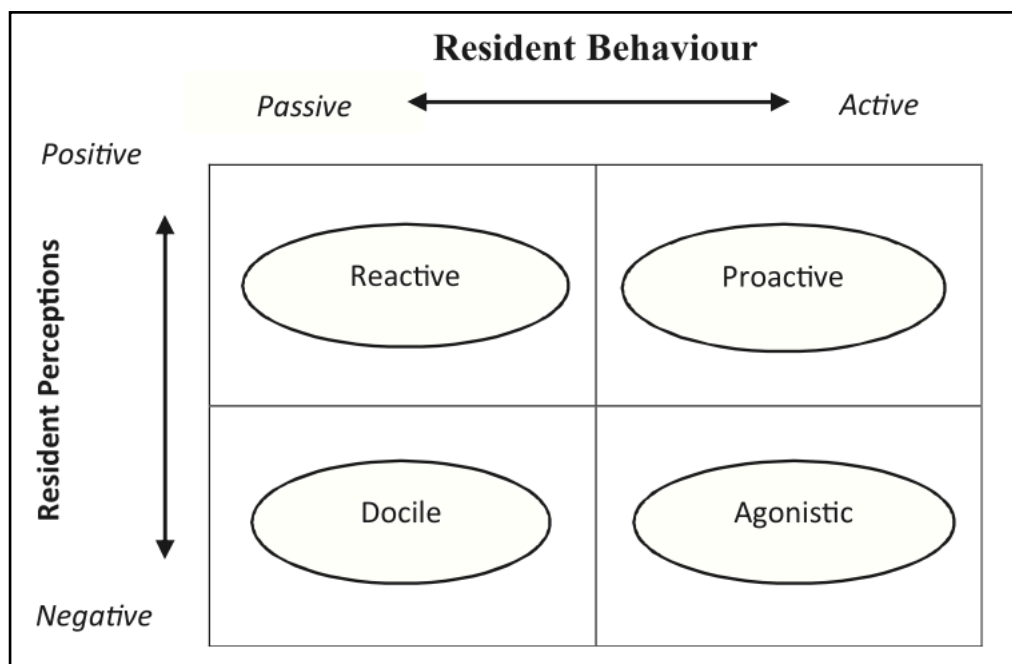 Resident Behaviour
Passive
Active
Positive
Resident Perceptions
Reactive
Proactive
Docile
Agonistic
Negative